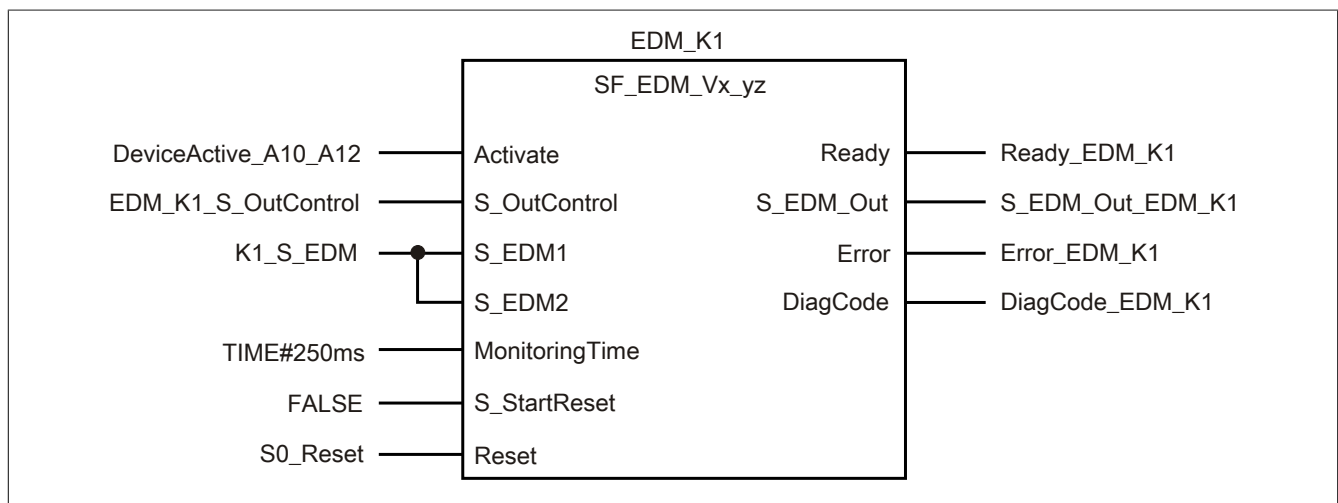 EDM_K1
SF_EDM_Vx_yz
DeviceActive_A10_A12 Activate Ready Ready_EDM_K1
EDM_K1_S_OutControl S_OutControl S_EDM_Out S_EDM_Out_EDM_K1
K1_S_EDM S_EDM1 Error Error_EDM_K1
S_EDM2 DiagCode DiagCode_EDM_K1
TIME#250ms MonitoringTime
FALSE S_StartReset
S0_Reset Reset